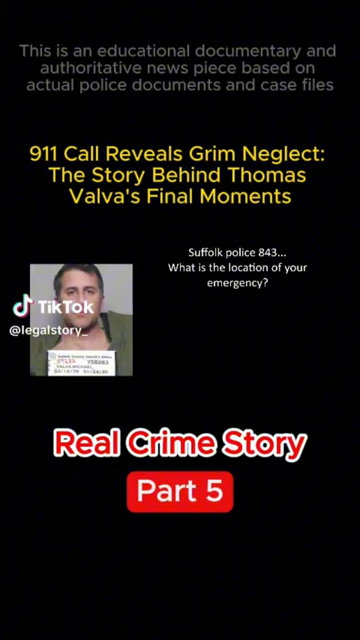 This is an educational documentary and
authoritative news piece based on
actual police documents and case files
911 Call Reveals Grim Neglect:
The Story Behind Thomas
Valva's Final Moments
Suffolk police 843...
What is the location of your
emergency?
TikTok
@legalstory_
VALVA MICHAEL
Real Crime Story
Part 5